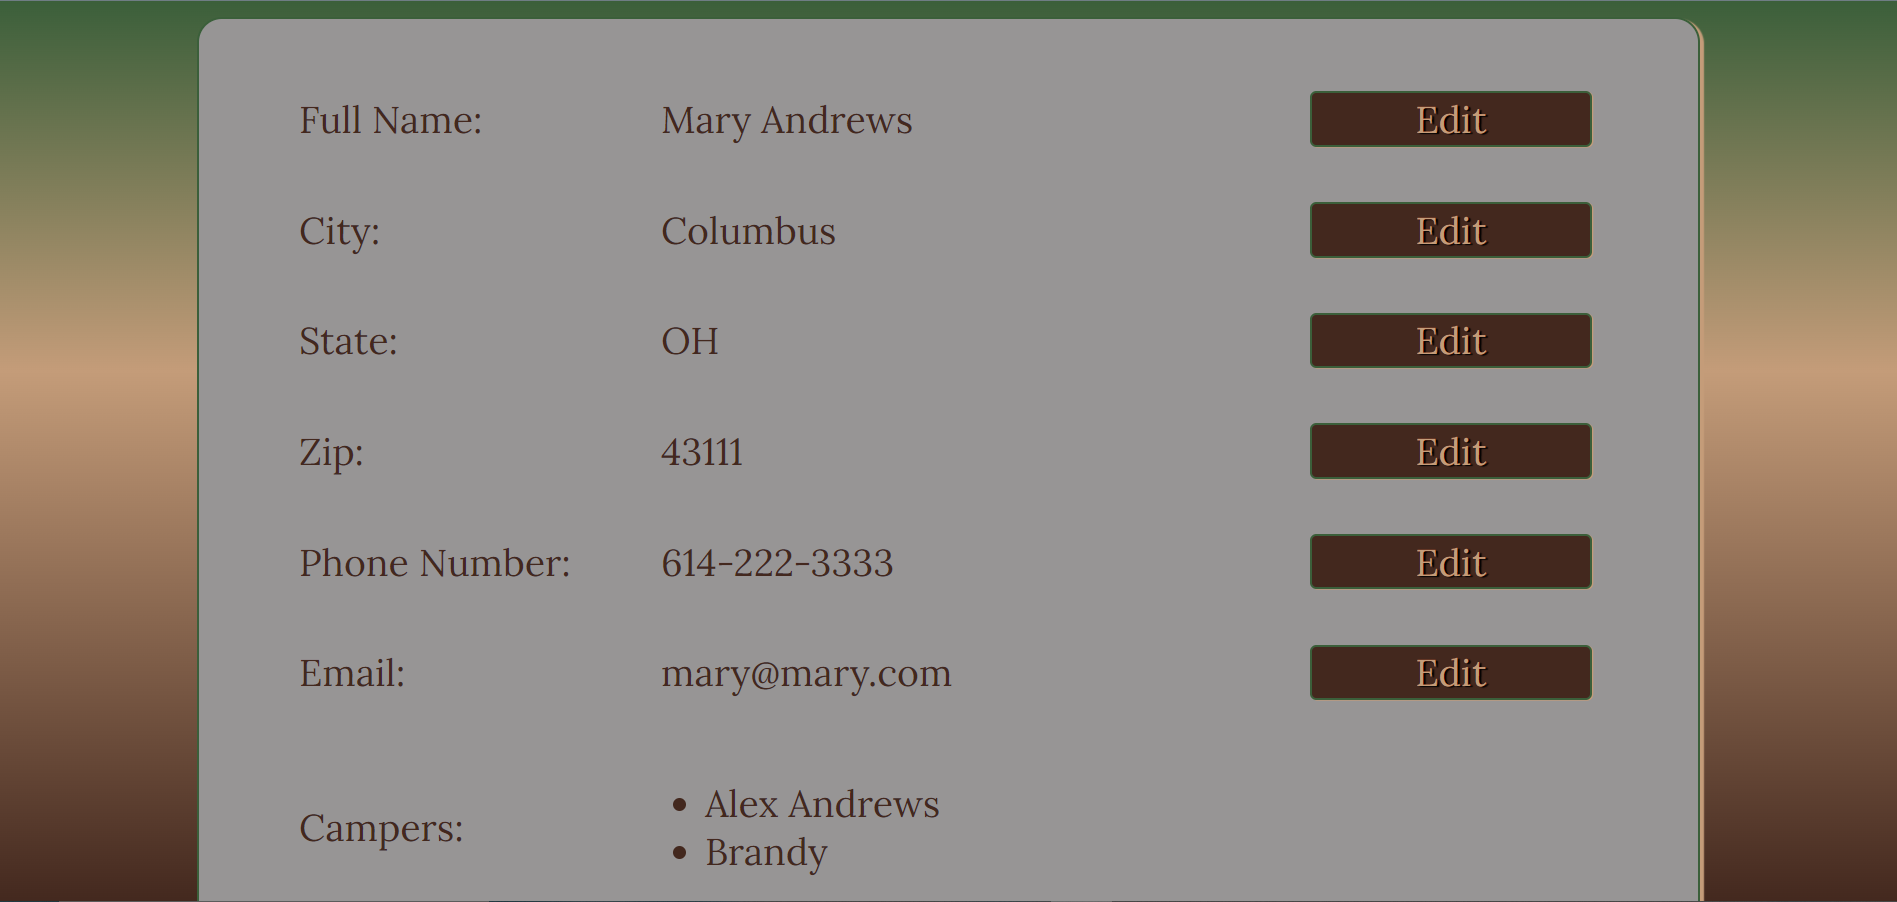 Full Name: Mary Andrews Edit
City: Columbus Edit
State: OH Edit
Zip: 43111 Edit
Phone Number: 614-222-3333 Edit
Email: mary@mary.com Edit
Campers:
• Alex Andrews
• Brandy